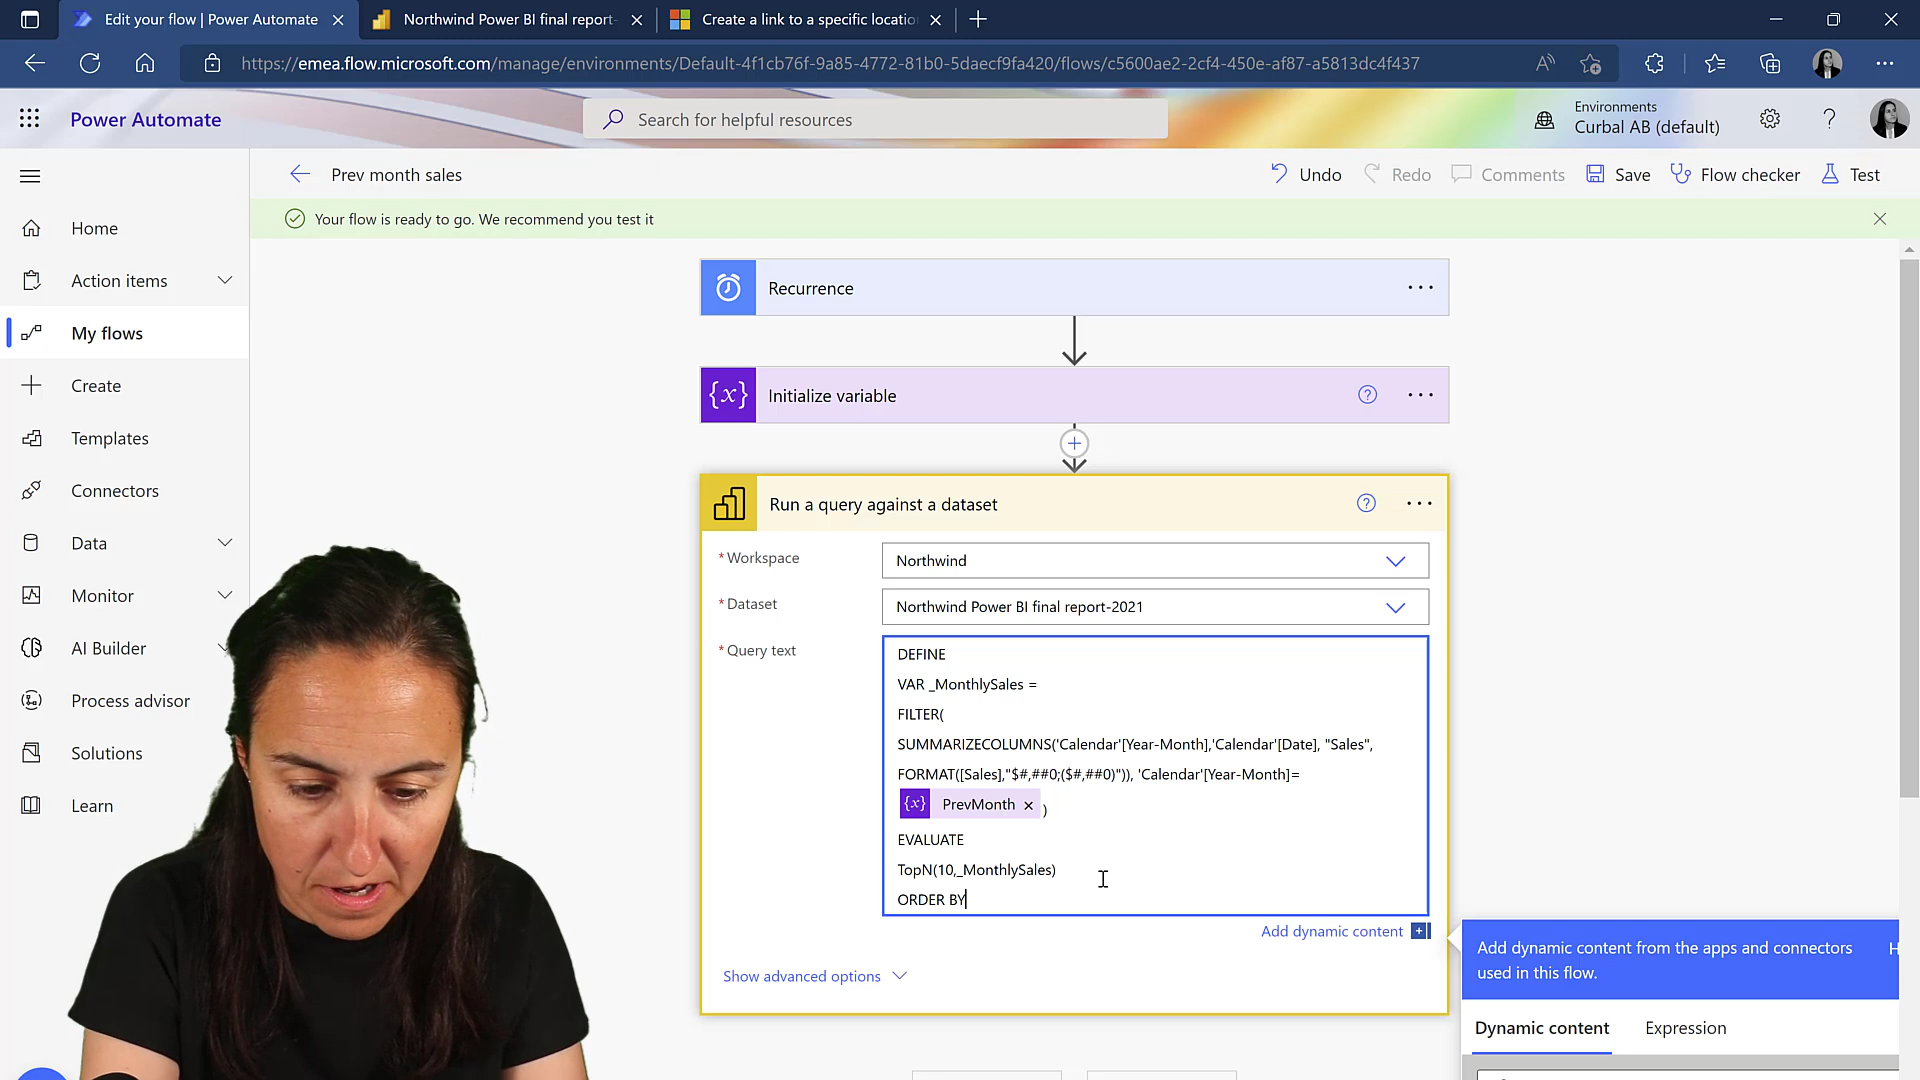 Edit your flow | Power Automate
Northwind Power BI final report-
Create a link to a specific locatio
https://emea.flow.microsoft.com/manage/environments/Default-4f1cb76f-9a85-4772-81b0-5daecf9fa420/flows/c5600ae2-2cf4-450e-af87-a5813dc4f437
Power Automate
Search for helpful resources
Environments
Curbal AB (default)
Prev month sales
Undo
Redo
Comments
Save
Flow checker
Test
Your flow is ready to go. We recommend you test it
Home
Action items
My flows
Create
Templates
Connectors
Data
Monitor
AI Builder
Process advisor
Solutions
Learn
Recurrence
{x} Initialize variable
Run a query against a dataset
* Workspace
Northwind
* Dataset
Northwind Power BI final report-2021
* Query text
DEFINE
VAR _MonthlySales =
FILTER(
SUMMARIZECOLUMNS('Calendar'[Year-Month],'Calendar'[Date], "Sales",
FORMAT([Sales],"$#,##0;($#,##0)")), 'Calendar'[Year-Month]=
{x} PrevMonth × )
EVALUATE
TopN(10,_MonthlySales)
ORDER BY
Add dynamic content
Show advanced options
Add dynamic content from the apps and connectors
used in this flow.
H
Dynamic content
Expression